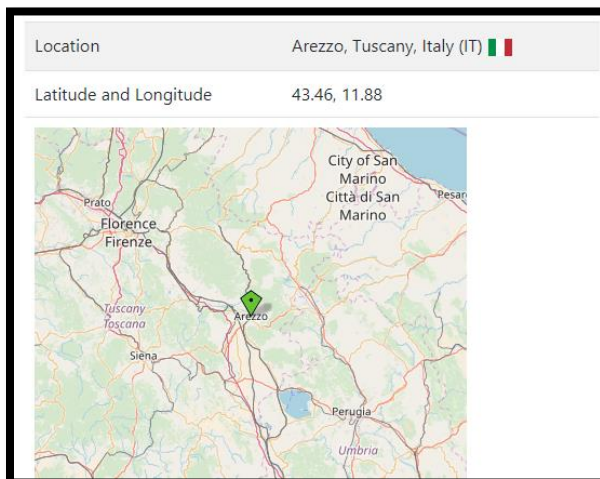 Location Arezzo, Tuscany, Italy (IT)
Latitude and Longitude 43.46, 11.88
City of San
Marino
Città di San
Marino
Pesar
Prato
Florence
Firenze
Tuscany
Toscana
Arezzo
Siena
Perugia
Umbria